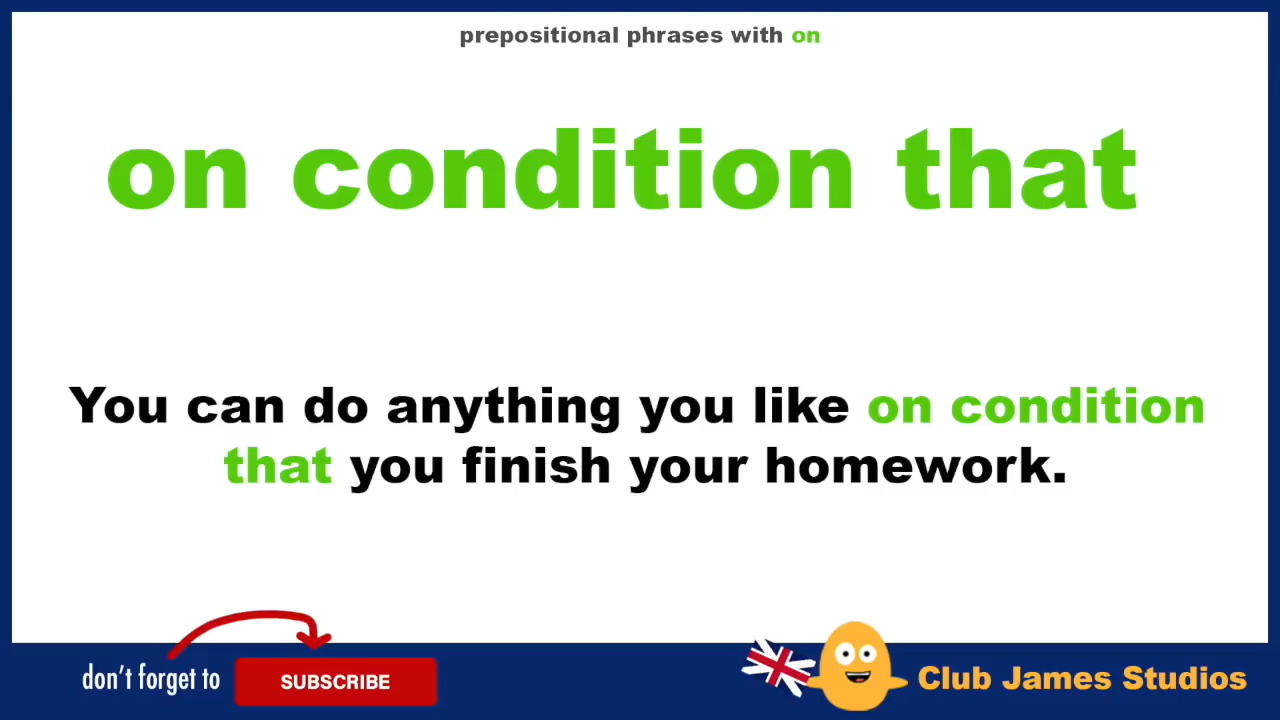 prepositional phrases with on
on condition that
You can do anything you like on condition
that you finish your homework.
don't forget to
SUBSCRIBE
Club James Studios